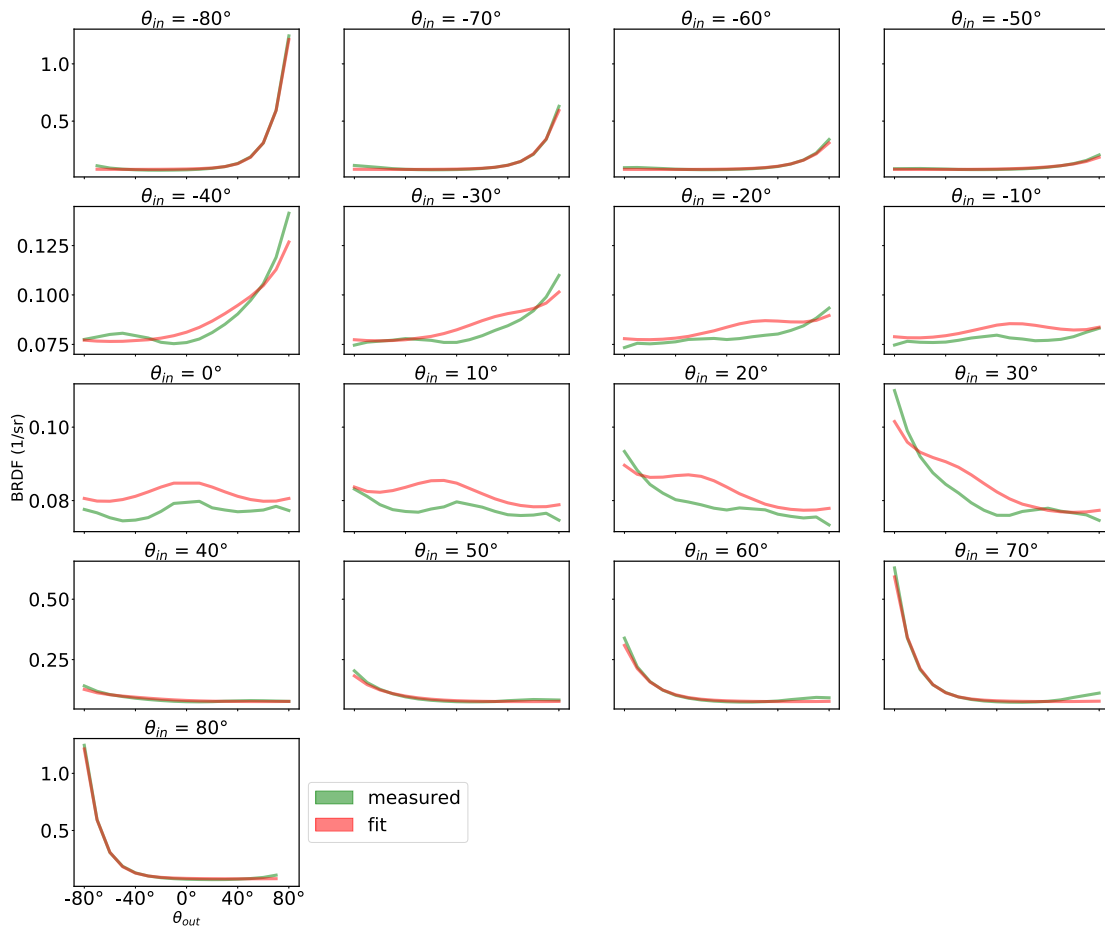 θin = -80°
θin = -70°
θin = -60°
θin = -50°
1.0
0.5
θin = -40°
θin = -30°
θin = -20°
θin = -10°
0.125
0.100
0.075
θin = 0°
θin = 10°
θin = 20°
θin = 30°
BRDF (1/sr)
0.10
0.08
θin = 40°
θin = 50°
θin = 60°
θin = 70°
0.50
0.25
θin = 80°
1.0
0.5
measured
fit
-80° -40° 0° 40° 80°
θout